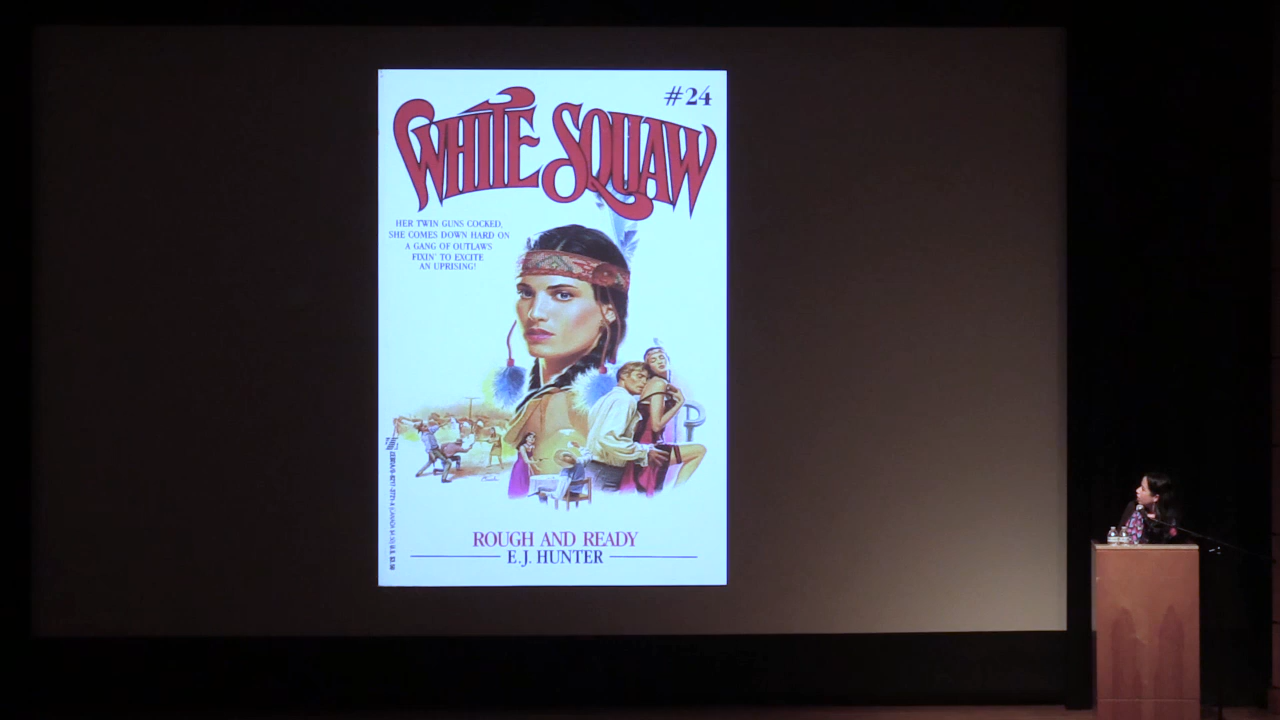 #24
WHITE SQUAW
HER TWIN GUNS COCKED,
SHE COMES DOWN HARD ON
A GANG OF OUTLAWS
FIXIN' TO EXCITE
AN UPRISING!
ROUGH AND READY
E.J. HUNTER